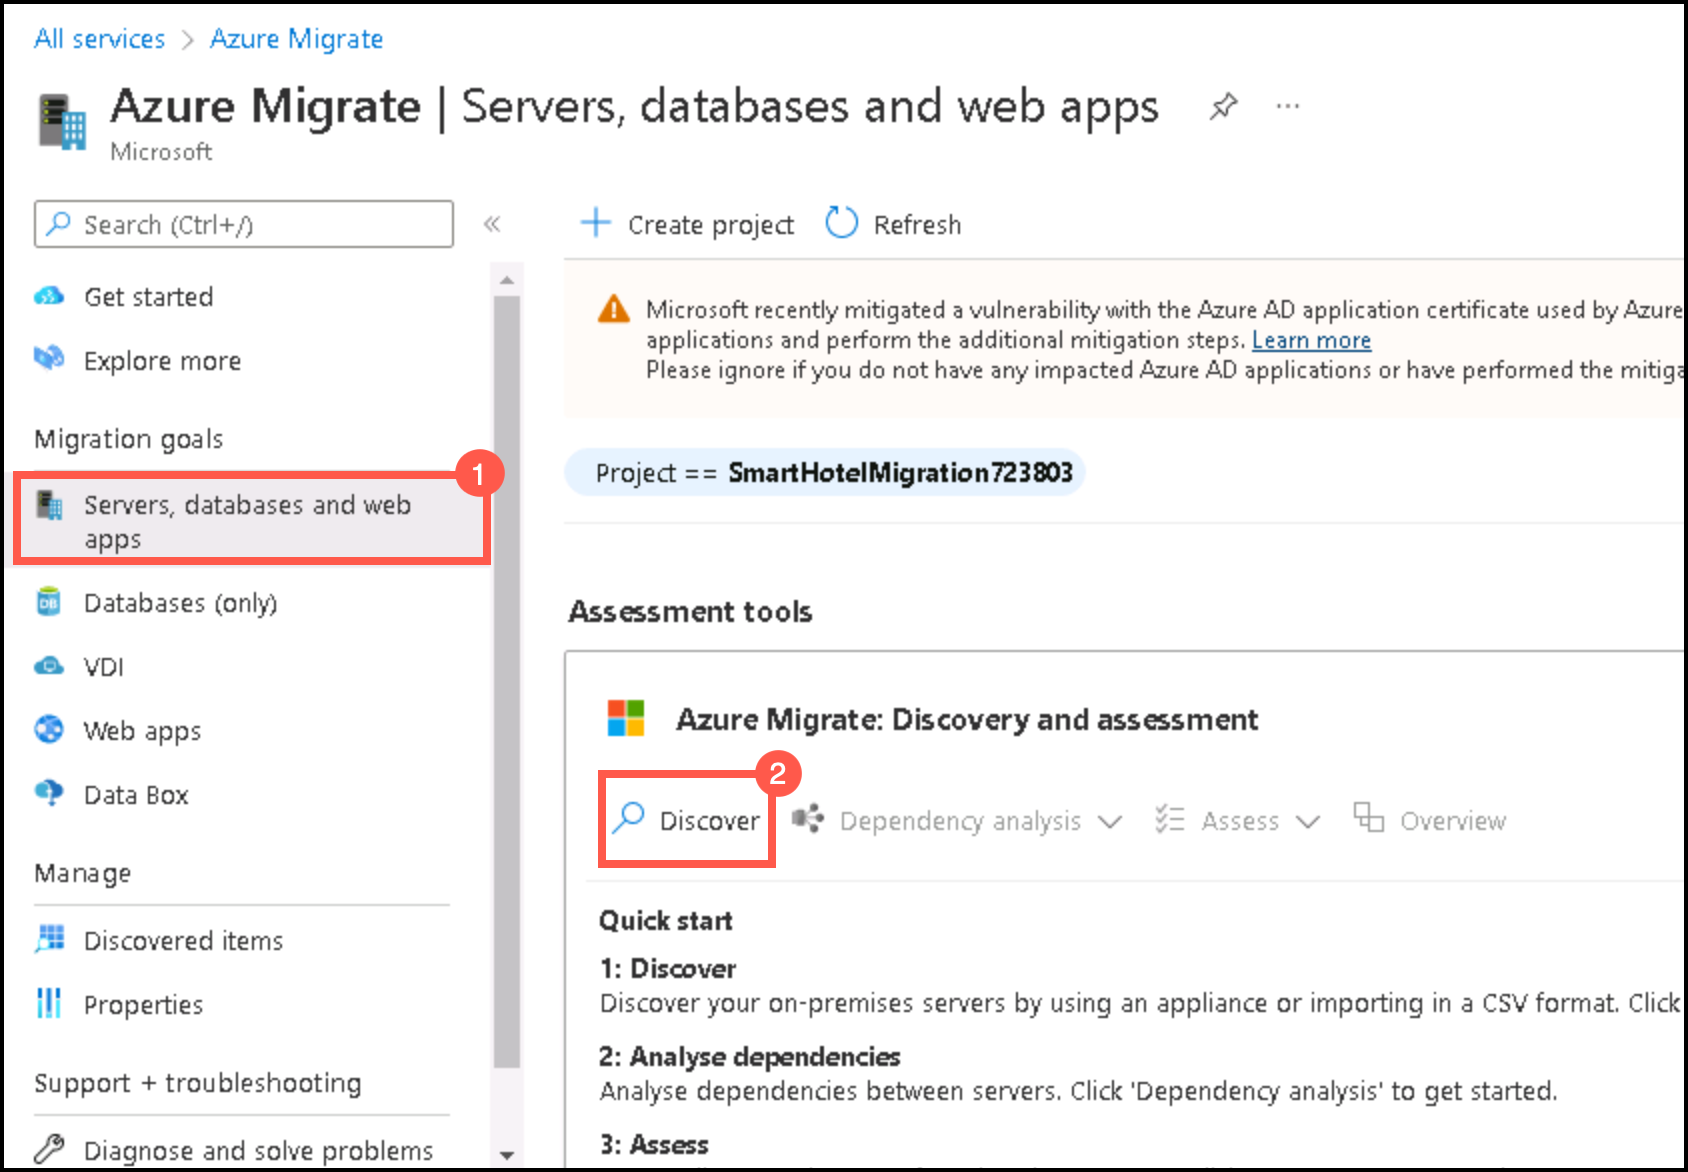 All services > Azure Migrate
Azure Migrate | Servers, databases and web apps
Microsoft
Search (Ctrl+/)
Get started
Explore more
Migration goals
1
Servers, databases and web
apps
Databases (only)
VDI
Web apps
Data Box
Manage
Discovered items
Properties
Support + troubleshooting
Diagnose and solve problems
Create project
Refresh
Microsoft recently mitigated a vulnerability with the Azure AD application certificate used by Azure
applications and perform the additional mitigation steps. Learn more
Please ignore if you do not have any impacted Azure AD applications or have performed the mitiga
Project == SmartHotelMigration723803
Assessment tools
Azure Migrate: Discovery and assessment
2
Discover
Dependency analysis
Assess
Overview
Quick start
1: Discover
Discover your on-premises servers by using an appliance or importing in a CSV format. Click
2: Analyse dependencies
Analyse dependencies between servers. Click 'Dependency analysis' to get started.
3: Assess